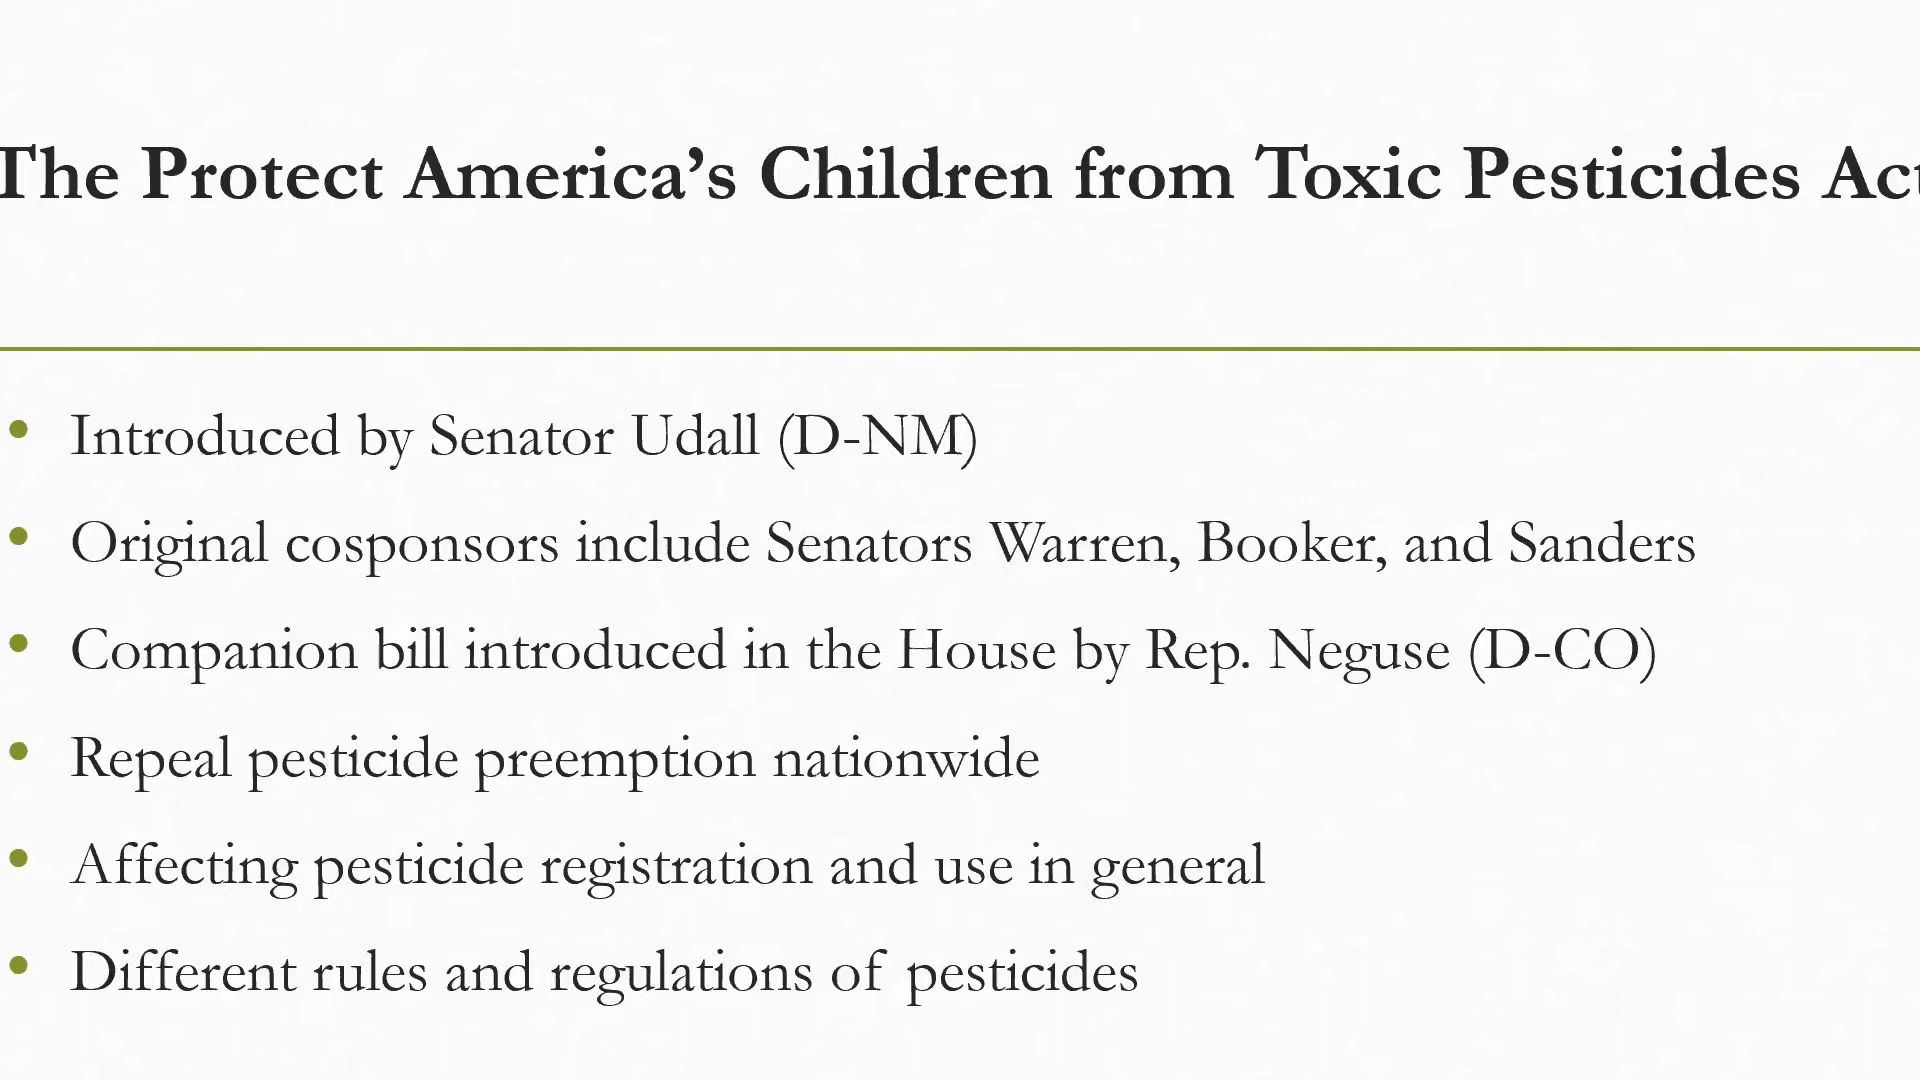 The Protect America’s Children from Toxic Pesticides Act
• Introduced by Senator Udall (D-NM)
• Original cosponsors include Senators Warren, Booker, and Sanders
• Companion bill introduced in the House by Rep. Neguse (D-CO)
• Repeal pesticide preemption nationwide
• Affecting pesticide registration and use in general
• Different rules and regulations of pesticides